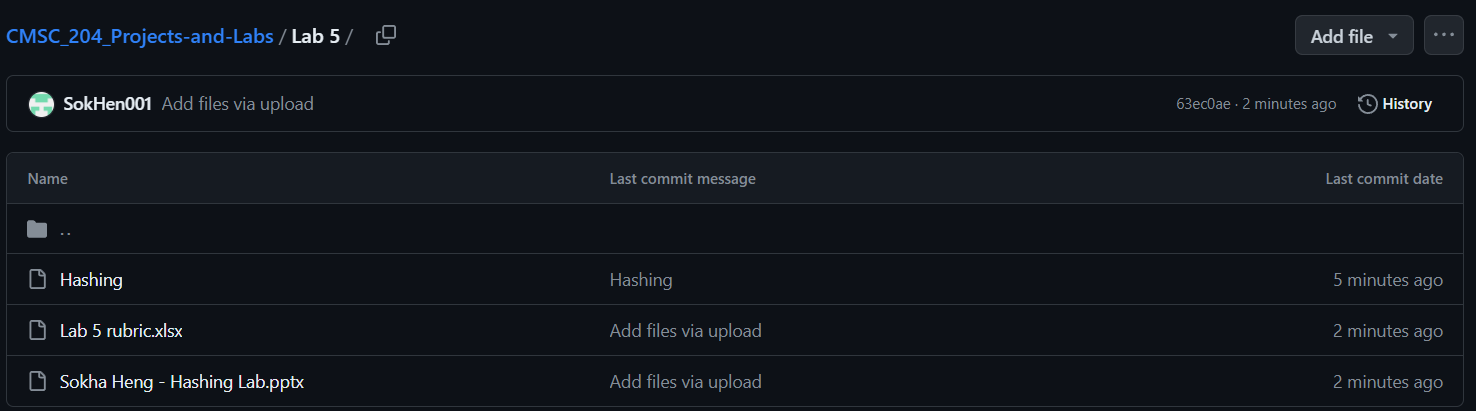 CMSC_204_Projects-and-Labs / Lab 5 /
Add file
SokHen001 Add files via upload 63ec0ae · 2 minutes ago History
Name Last commit message Last commit date
..
Hashing Hashing 5 minutes ago
Lab 5 rubric.xlsx Add files via upload 2 minutes ago
Sokha Heng - Hashing Lab.pptx Add files via upload 2 minutes ago